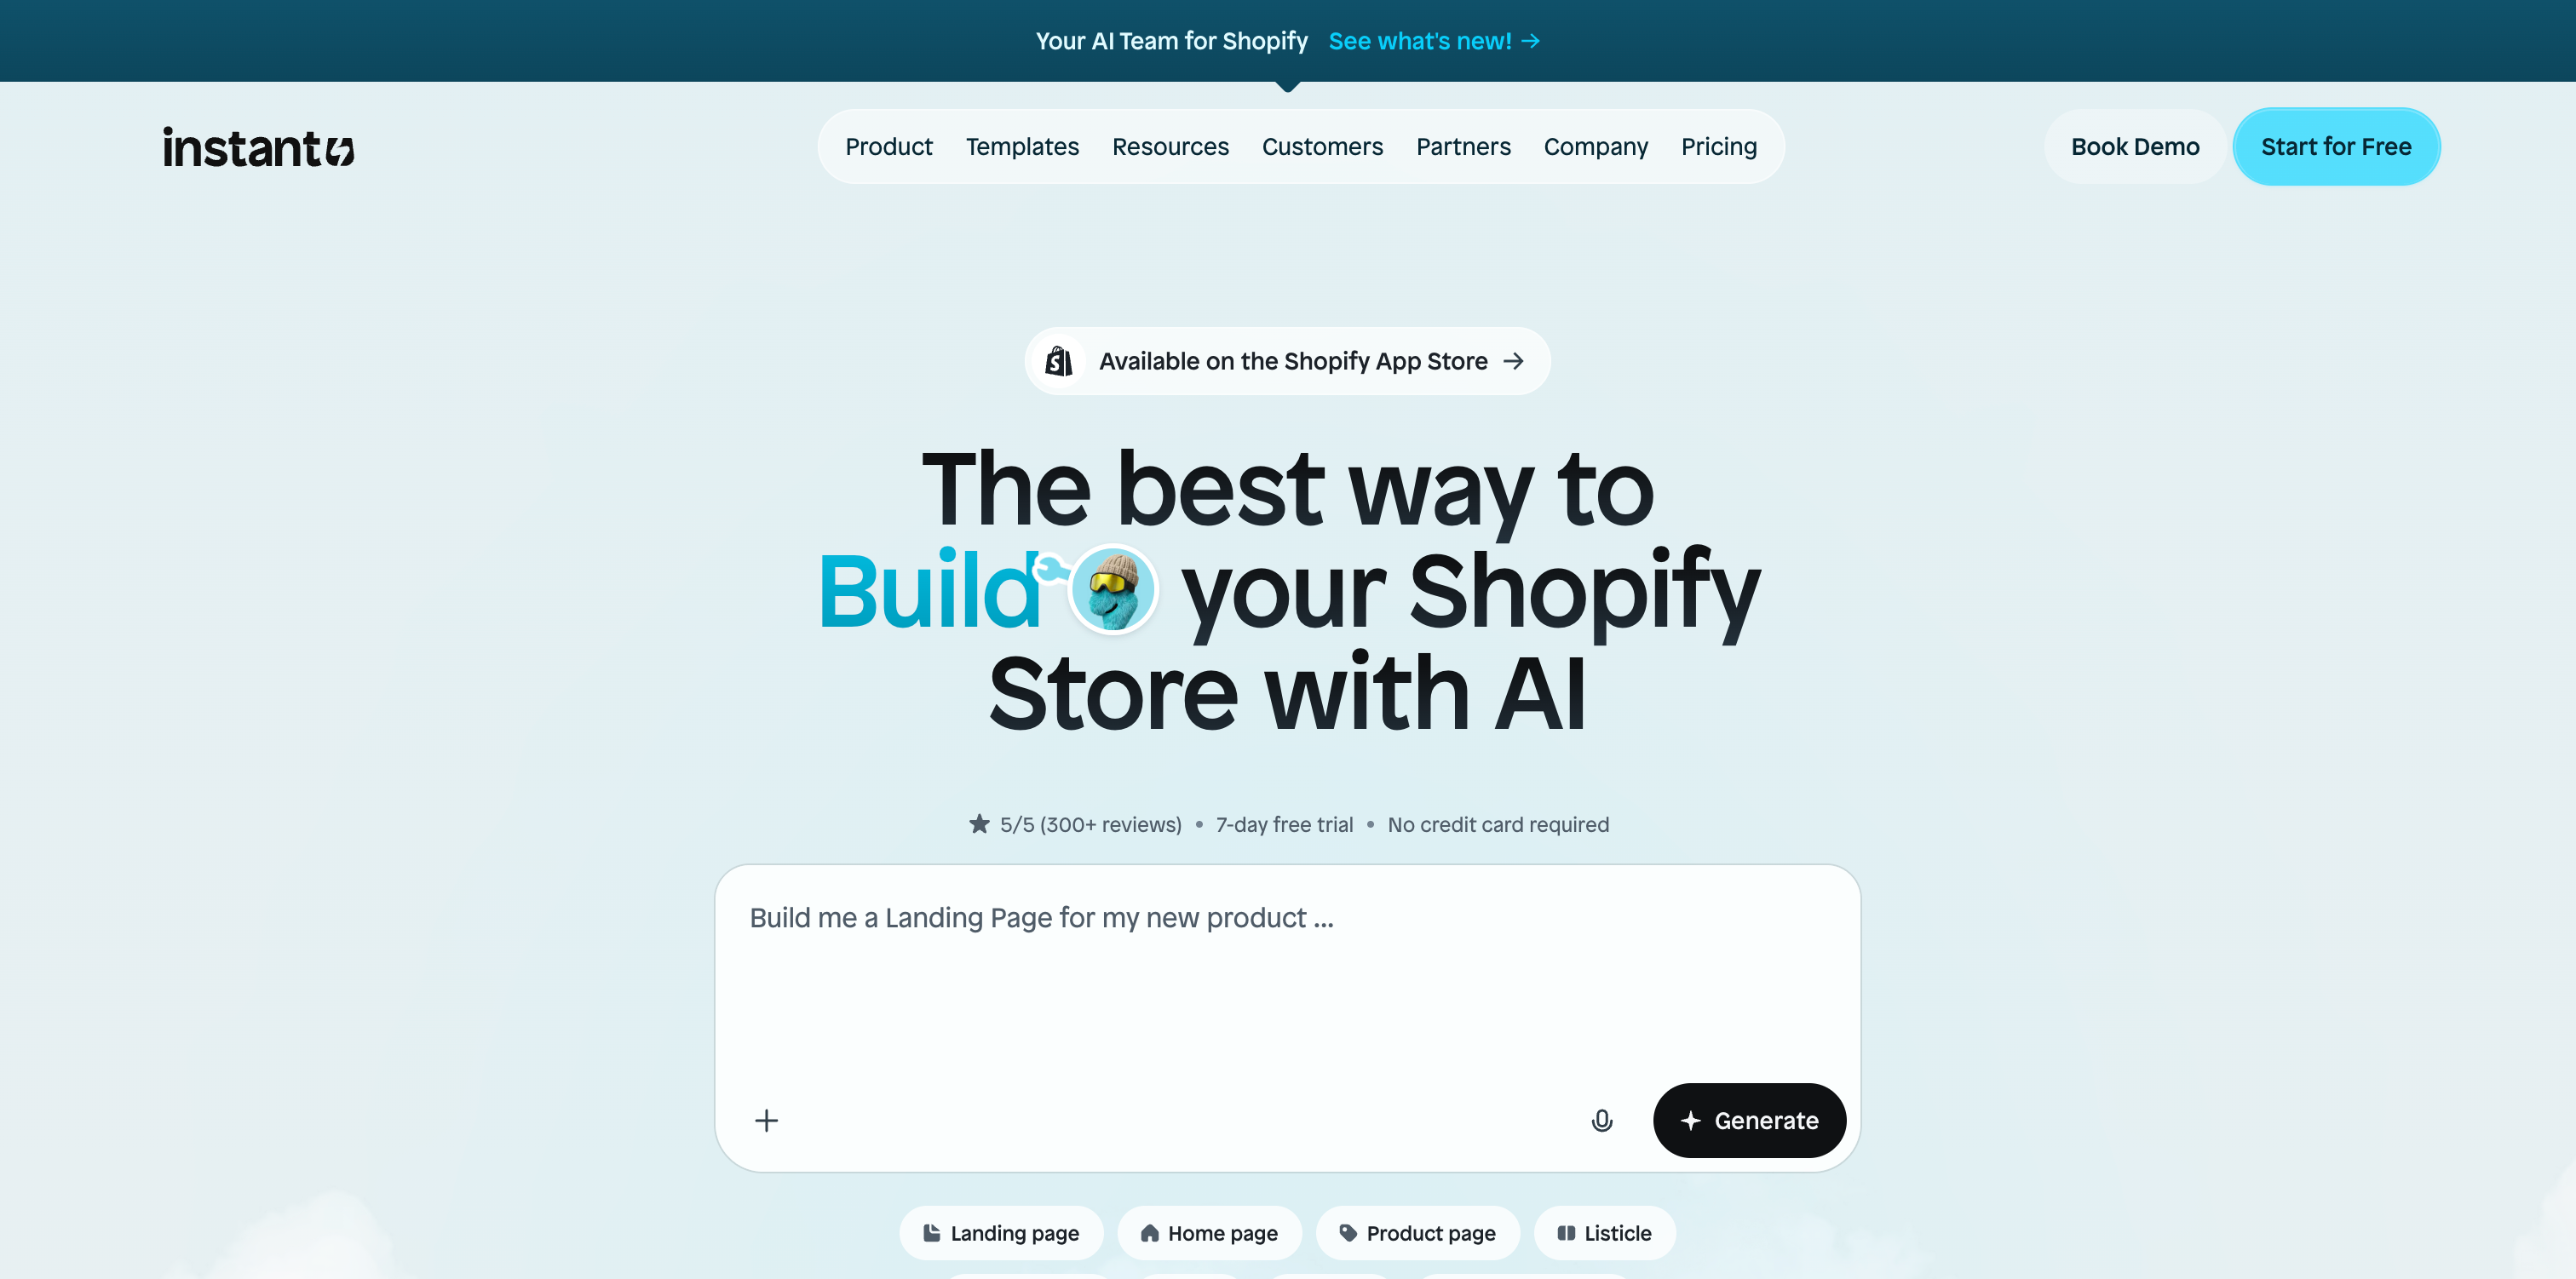 Your AI Team for Shopify See what's new! →
instant
Product Templates Resources Customers Partners Company Pricing
Book Demo
Start for Free
Available on the Shopify App Store →
The best way to
Build your Shopify
Store with AI
★ 5/5 (300+ reviews) • 7-day free trial • No credit card required
Build me a Landing Page for my new product ...
Generate
Landing page
Home page
Product page
Listicle